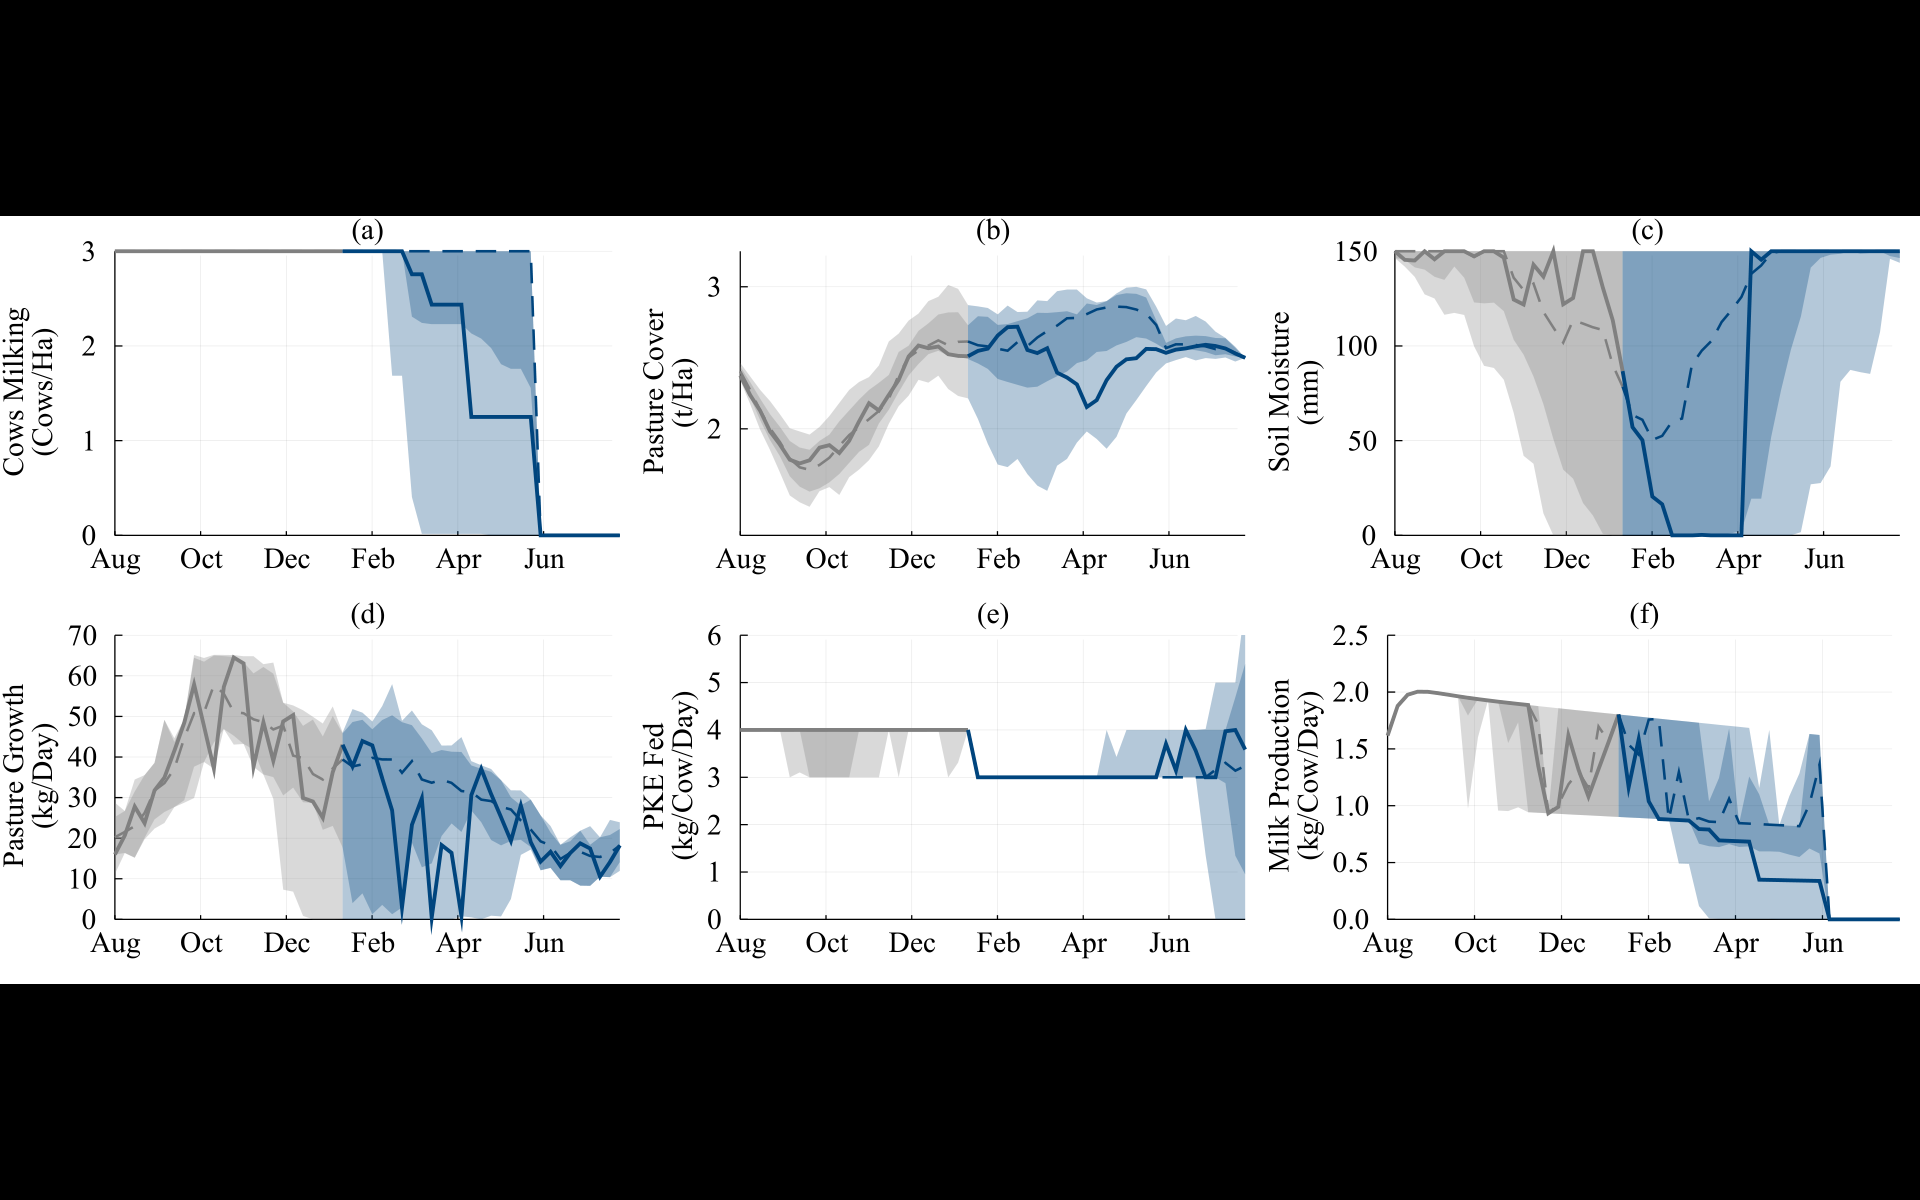 (a)
Cows Milking
(Cows/Ha)
3
2
1
0
Aug Oct Dec Feb Apr Jun
(b)
Pasture Cover
(t/Ha)
3
2
Aug Oct Dec Feb Apr Jun
(c)
Soil Moisture
(mm)
150
100
50
0
Aug Oct Dec Feb Apr Jun
(d)
Pasture Growth
(kg/Day)
70
60
50
40
30
20
10
0
Aug Oct Dec Feb Apr Jun
(e)
PKE Fed
(kg/Cow/Day)
6
5
4
3
2
1
0
Aug Oct Dec Feb Apr Jun
(f)
Milk Production
(kg/Cow/Day)
2.5
2.0
1.5
1.0
0.5
0.0
Aug Oct Dec Feb Apr Jun